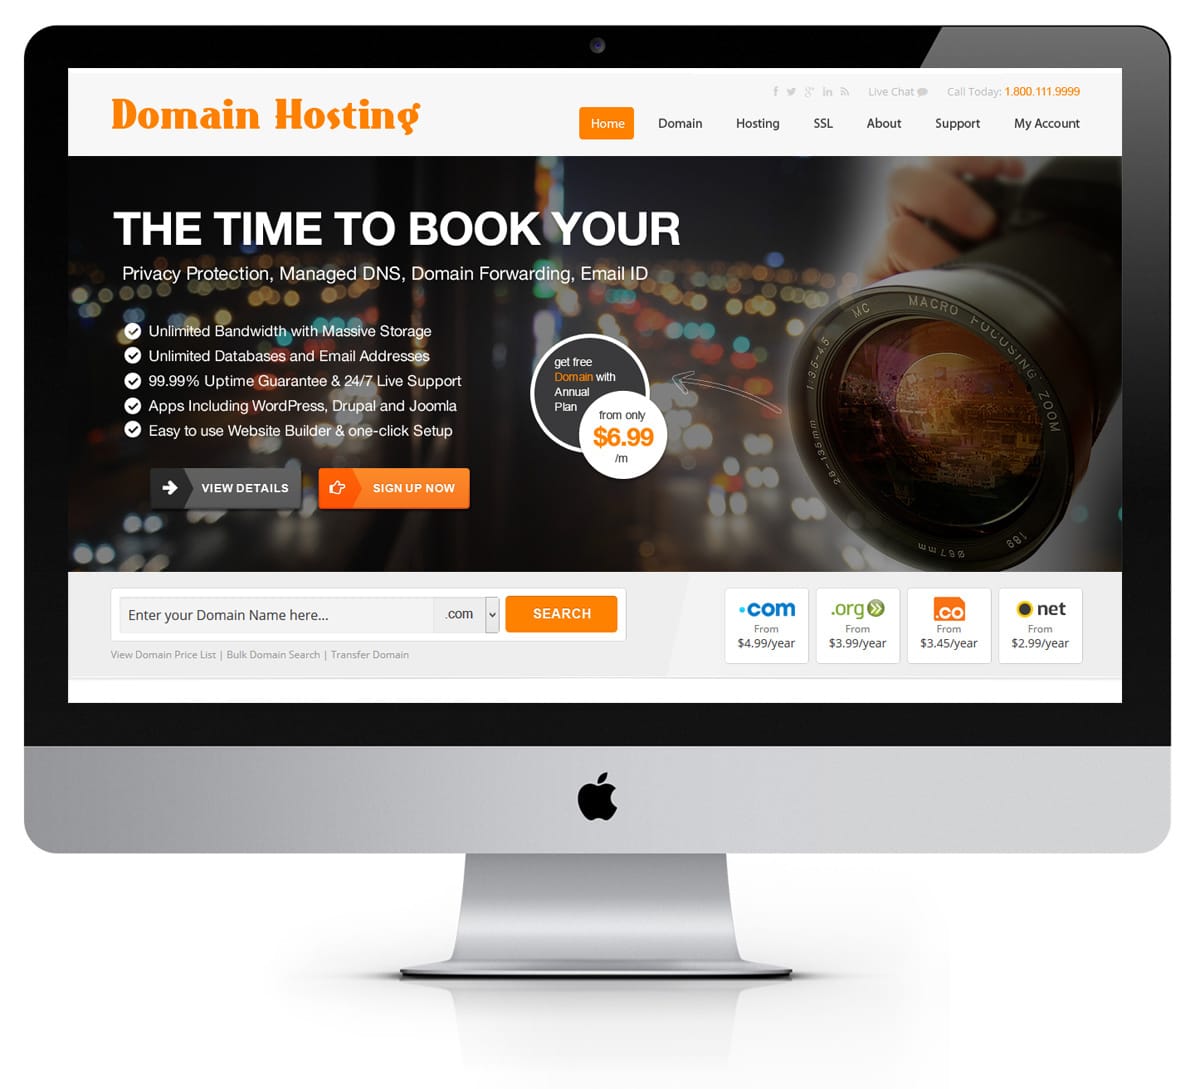 Domain Hosting
Live Chat
Call Today: 1.800.111.9999
Home
Domain
Hosting
SSL
About
Support
My Account
THE TIME TO BOOK YOUR
Privacy Protection, Managed DNS, Domain Forwarding, Email ID
Unlimited Bandwidth with Massive Storage
Unlimited Databases and Email Addresses
99.99% Uptime Guarantee & 24/7 Live Support
Apps Including WordPress, Drupal and Joomla
Easy to use Website Builder & one-click Setup
get free
Domain with
Annual
Plan
from only
$6.99
/m
VIEW DETAILS
SIGN UP NOW
MC MACRO FOCUSING ZOOM
1:3.5-4.5
28-135mm
ø67mm
Enter your Domain Name here...
.com
SEARCH
View Domain Price List | Bulk Domain Search | Transfer Domain
.com
From
$4.99/year
.org
From
$3.99/year
.co
From
$3.45/year
net
From
$2.99/year